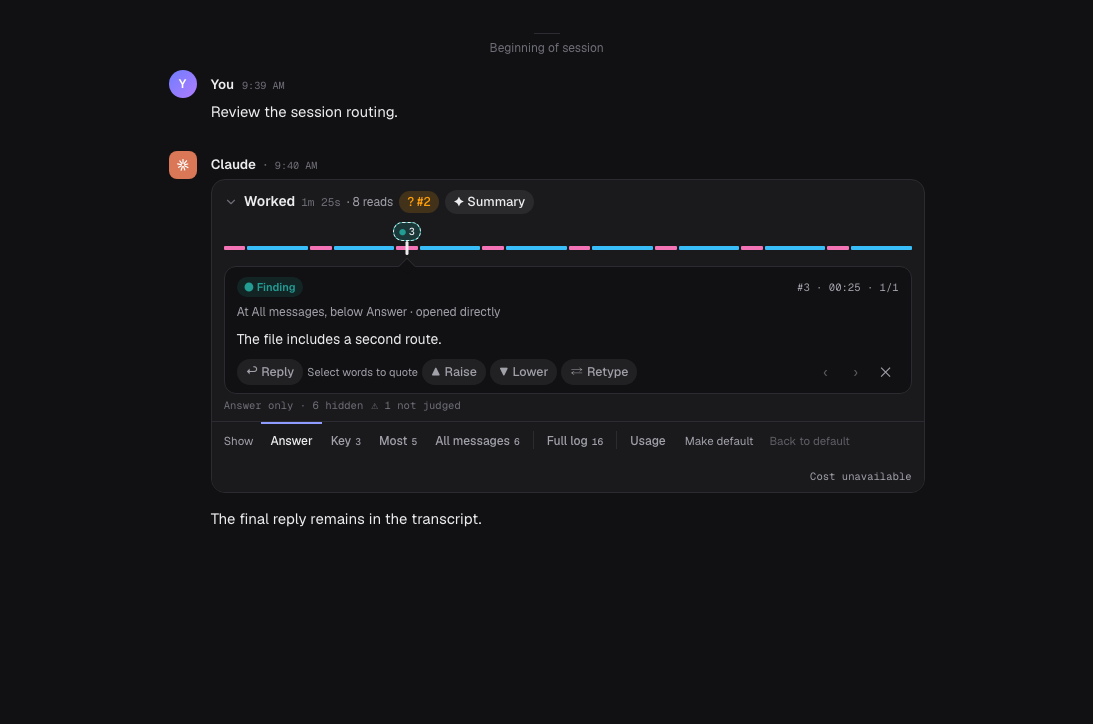 Beginning of session
Y You 9:39 AM
Review the session routing.
Claude · 9:40 AM
Worked 1m 25s · 8 reads ? #2 ✦ Summary
3
Finding #3 · 00:25 · 1/1
At All messages, below Answer · opened directly
The file includes a second route.
↩ Reply Select words to quote ▲ Raise ▼ Lower ⇄ Retype ‹ › ×
Answer only · 6 hidden ⚠ 1 not judged
Show Answer Key 3 Most 5 All messages 6 Full log 16 Usage Make default Back to default
Cost unavailable
The final reply remains in the transcript.